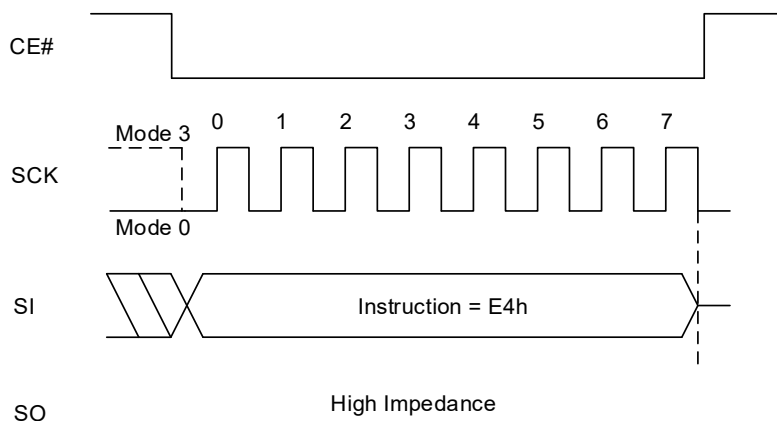 CE#
0 1 2 3 4 5 6 7
Mode 3
SCK
Mode 0
SI
Instruction = E4h
High Impedance
SO